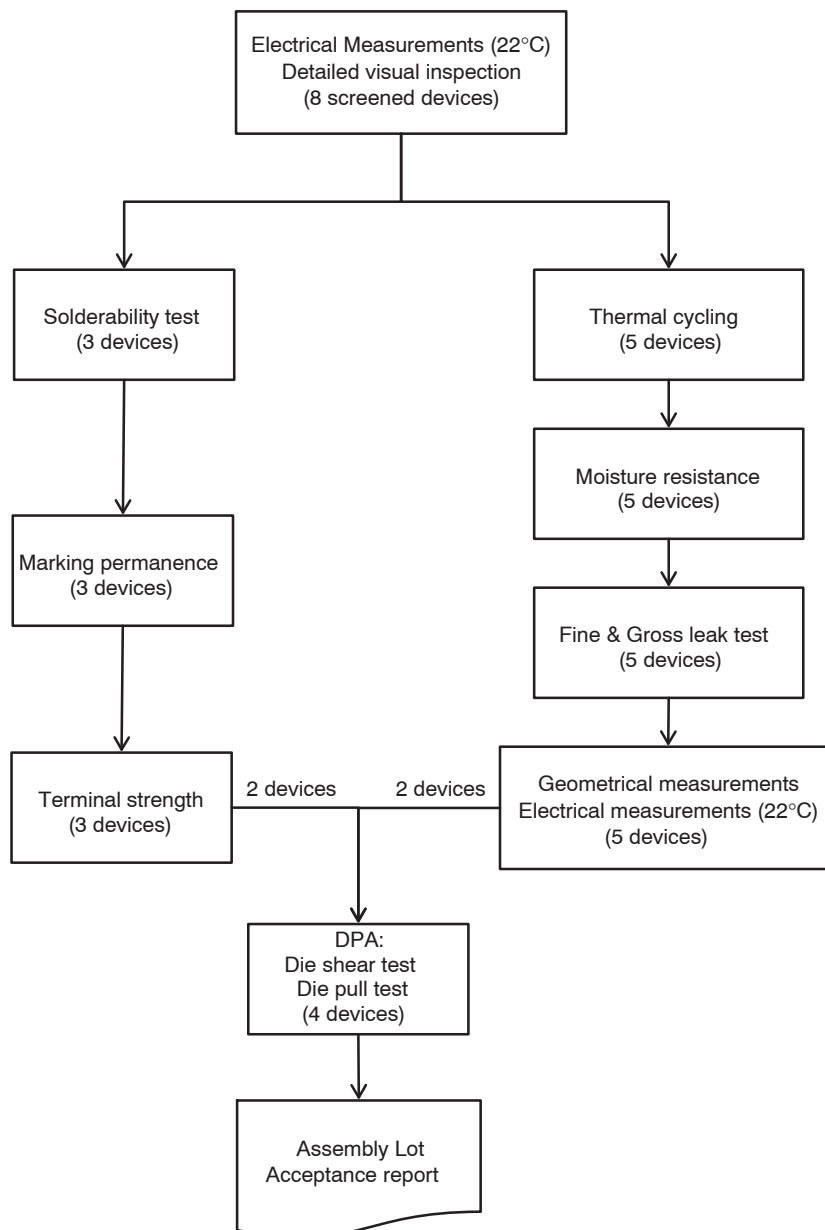 Electrical Measurements (22°C)
Detailed visual inspection
(8 screened devices)
Solderability test
(3 devices)
Marking permanence
(3 devices)
Terminal strength
(3 devices)
2 devices
Thermal cycling
(5 devices)
Moisture resistance
(5 devices)
Fine & Gross leak test
(5 devices)
Geometrical measurements
Electrical measurements (22°C)
(5 devices)
2 devices
DPA:
Die shear test
Die pull test
(4 devices)
Assembly Lot
Acceptance report